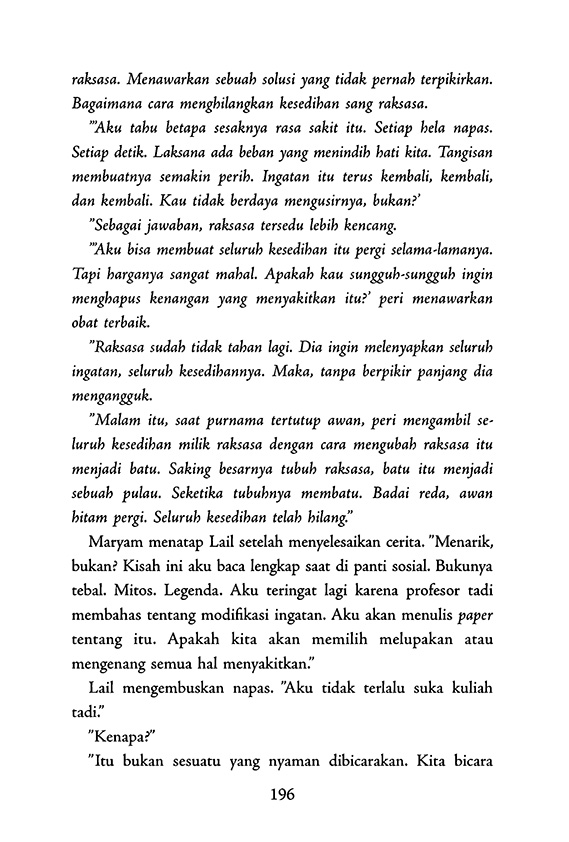 raksasa. Menawarkan sebuah solusi yang tidak pernah terpikirkan.
Bagaimana cara menghilangkan kesedihan sang raksasa.
"'Aku tahu betapa sesaknya rasa sakit itu. Setiap hela napas.
Setiap detik. Laksana ada beban yang menindih hati kita. Tangisan
membuatnya semakin perih. Ingatan itu terus kembali, kembali,
dan kembali. Kau tidak berdaya mengusirnya, bukan?'
"Sebagai jawaban, raksasa tersedu lebih kencang.
"'Aku bisa membuat seluruh kesedihan itu pergi selama-lamanya.
Tapi harganya sangat mahal. Apakah kau sungguh-sungguh ingin
menghapus kenangan yang menyakitkan itu?' peri menawarkan
obat terbaik.
"Raksasa sudah tidak tahan lagi. Dia ingin melenyapkan seluruh
ingatan, seluruh kesedihannya. Maka, tanpa berpikir panjang dia
mengangguk.
"Malam itu, saat purnama tertutup awan, peri mengambil se-
luruh kesedihan milik raksasa dengan cara mengubah raksasa itu
menjadi batu. Saking besarnya tubuh raksasa, batu itu menjadi
sebuah pulau. Seketika tubuhnya membatu. Badai reda, awan
hitam pergi. Seluruh kesedihan telah hilang."
Maryam menatap Lail setelah menyelesaikan cerita. "Menarik,
bukan? Kisah ini aku baca lengkap saat di panti sosial. Bukunya
tebal. Mitos. Legenda. Aku teringat lagi karena profesor tadi
membahas tentang modifikasi ingatan. Aku akan menulis paper
tentang itu. Apakah kita akan memilih melupakan atau
mengenang semua hal menyakitkan."
Lail mengembuskan napas. "Aku tidak terlalu suka kuliah
tadi."
"Kenapa?"
"Itu bukan sesuatu yang nyaman dibicarakan. Kita bicara
196